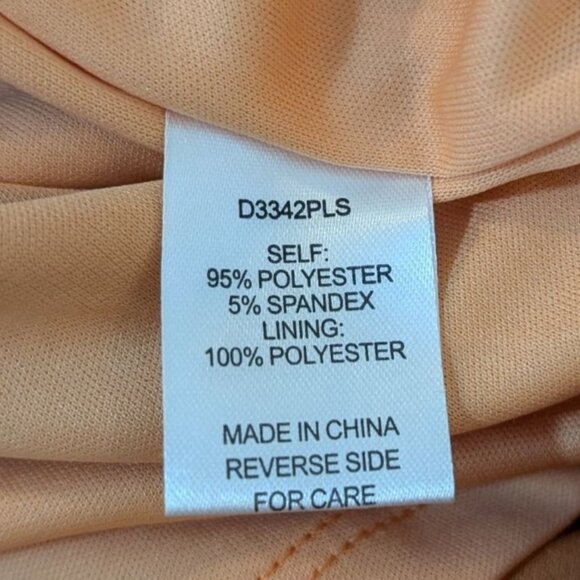 D3342PLS
SELF:
95% POLYESTER
5% SPANDEX
LINING:
100% POLYESTER
MADE IN CHINA
REVERSE SIDE
FOR CARE